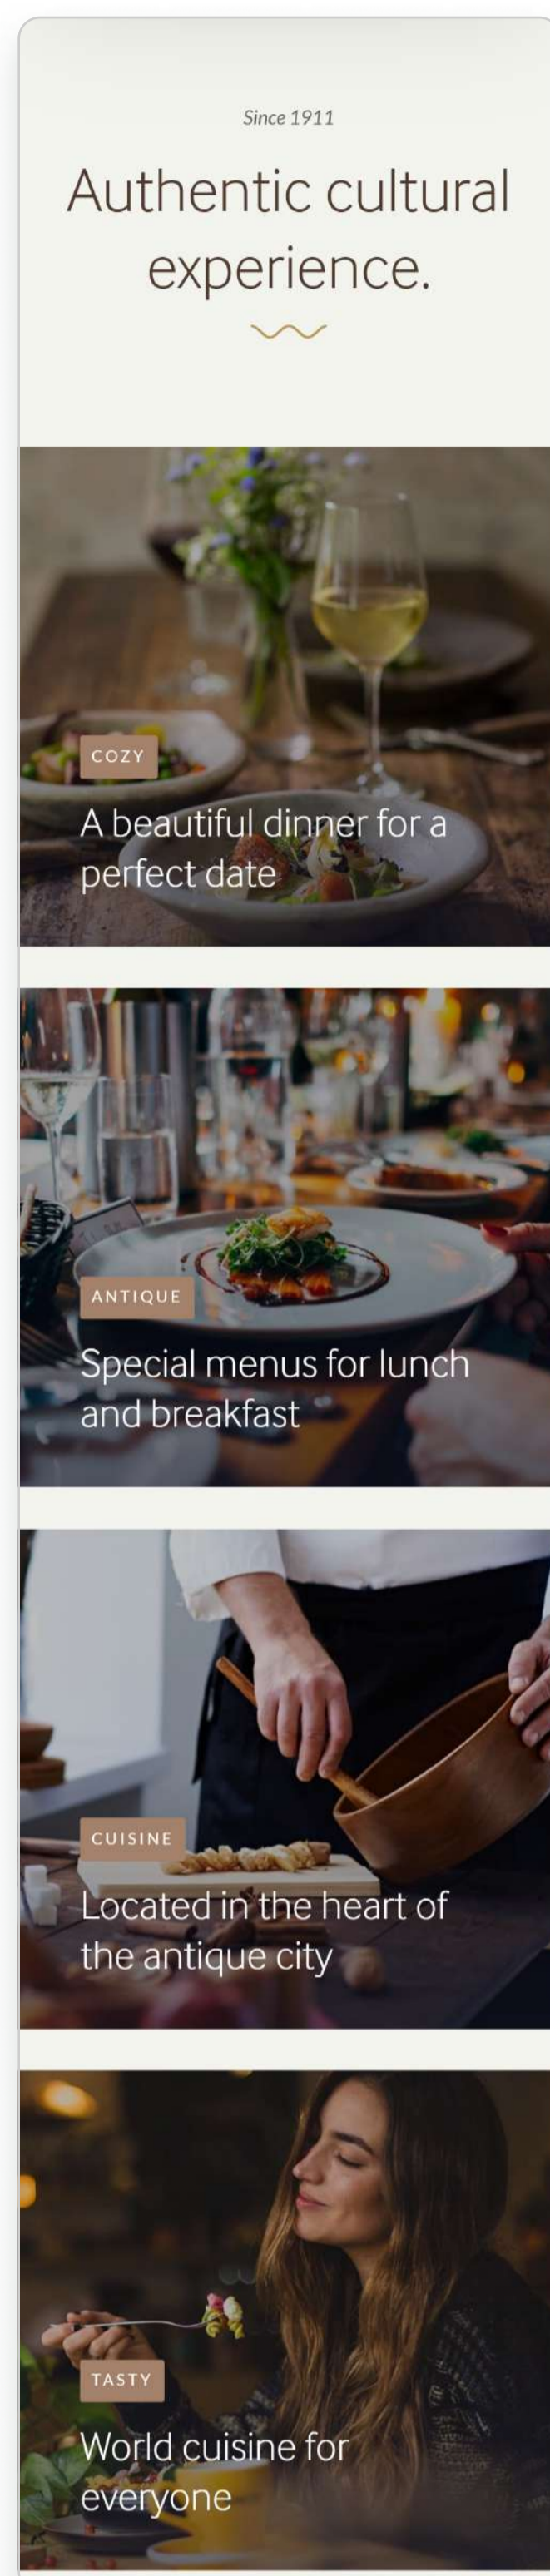 Since 1911
Authentic cultural
experience.
COZY
A beautiful dinner for a
perfect date
ANTIQUE
Special menus for lunch
and breakfast
CUISINE
Located in the heart of
the antique city
TASTY
World cuisine for
everyone